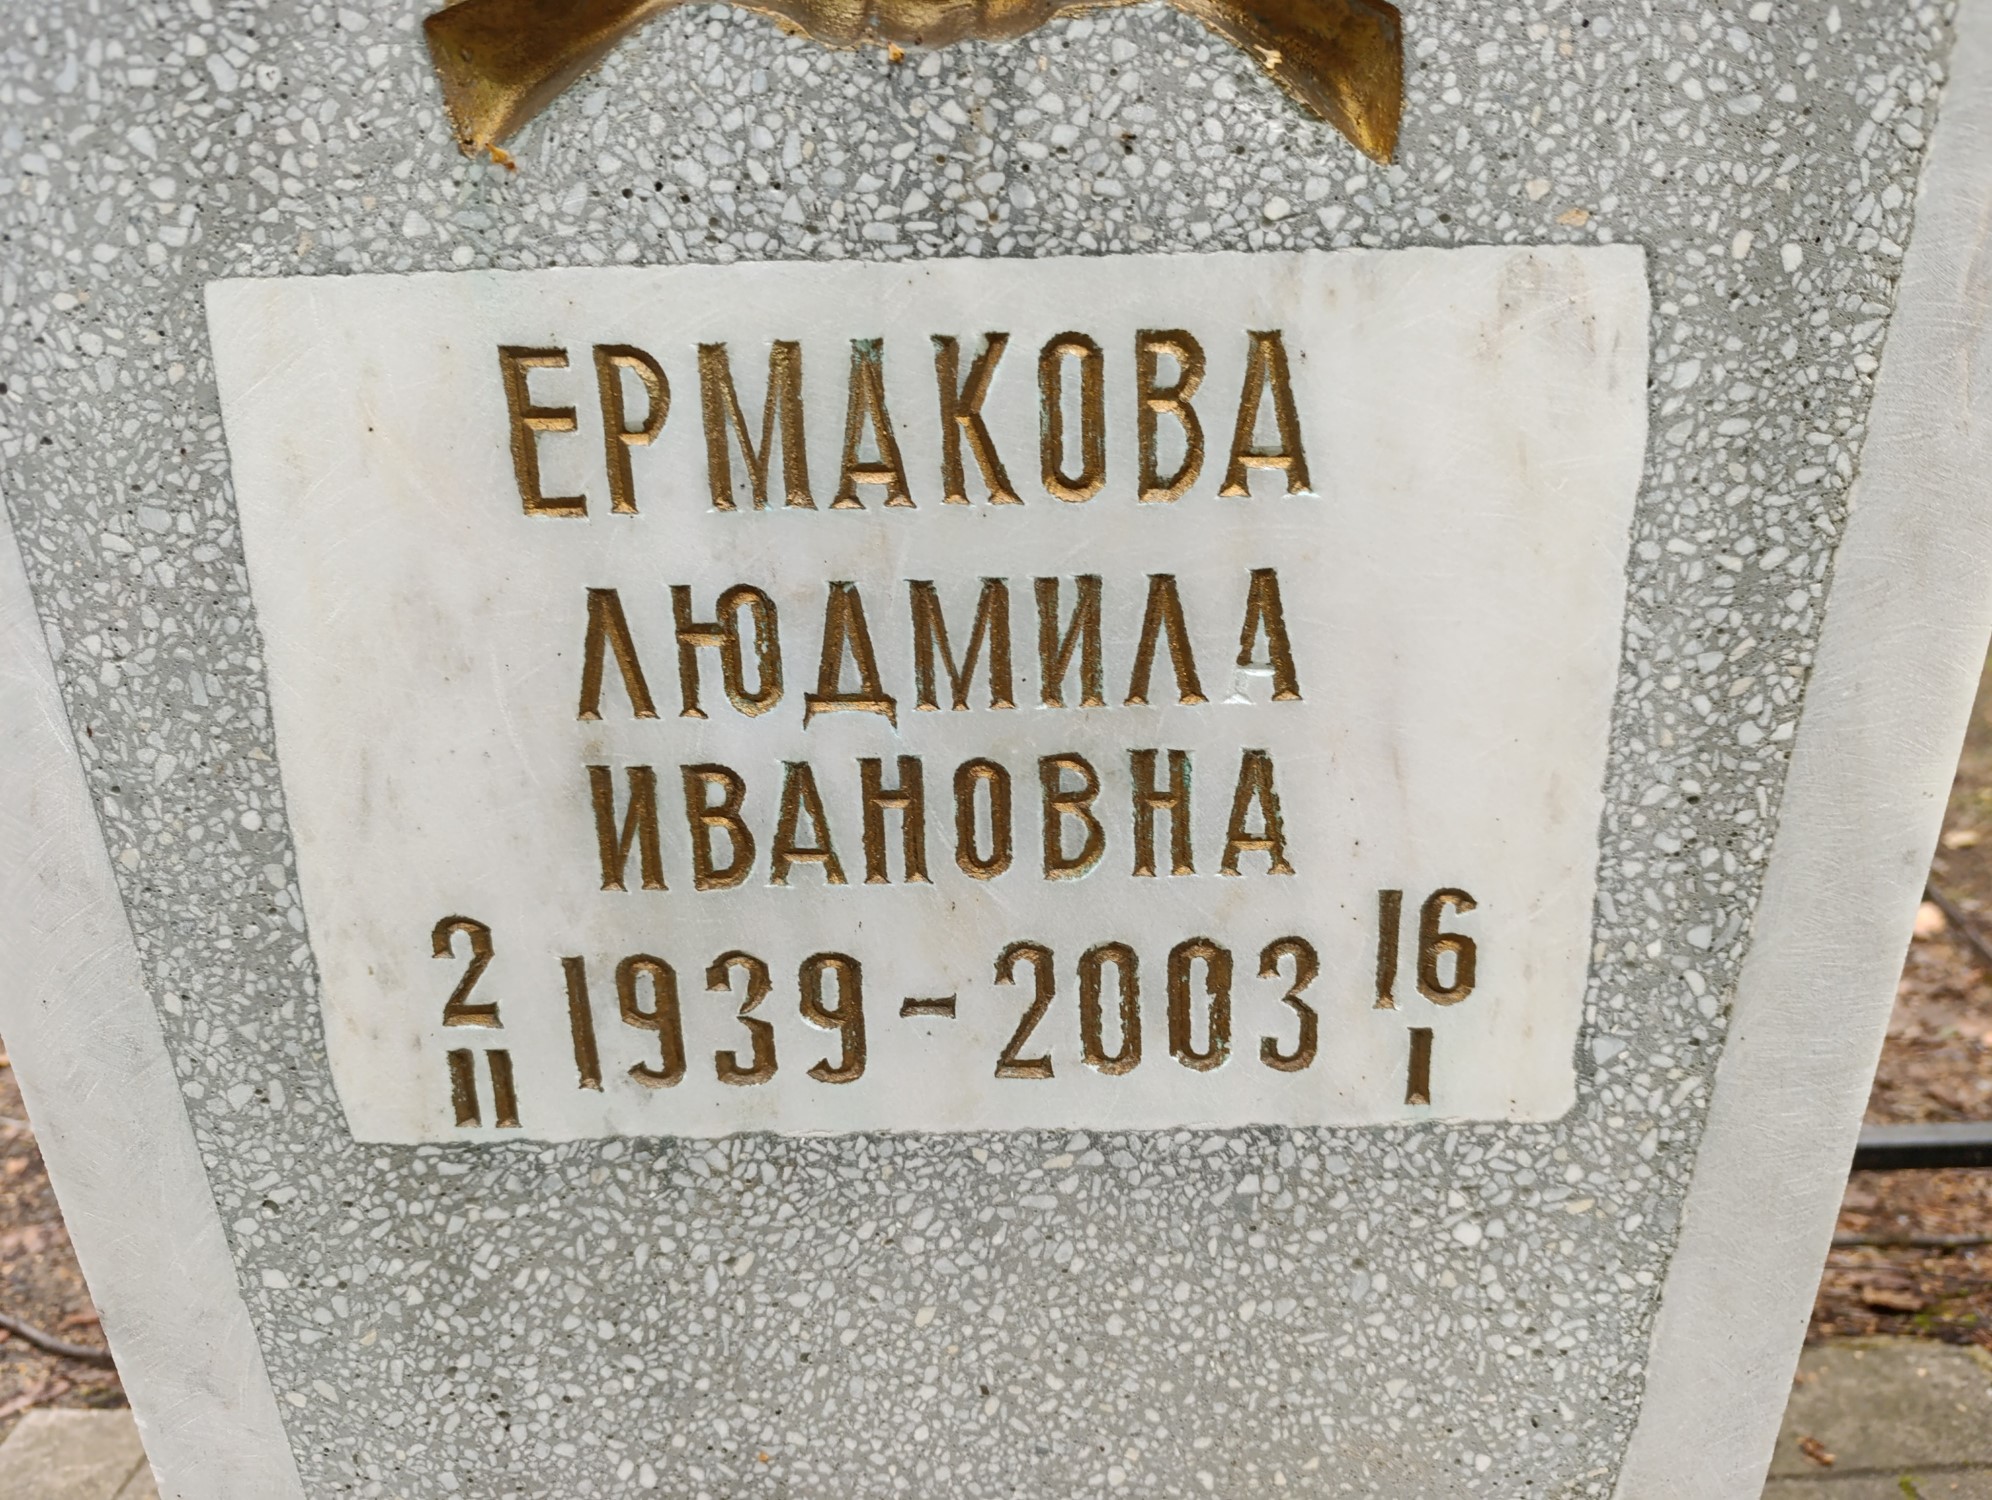 ЕРМАКОВА
ЛЮДМИЛА
ИВАНОВНА
2 1939-2003 16
II I